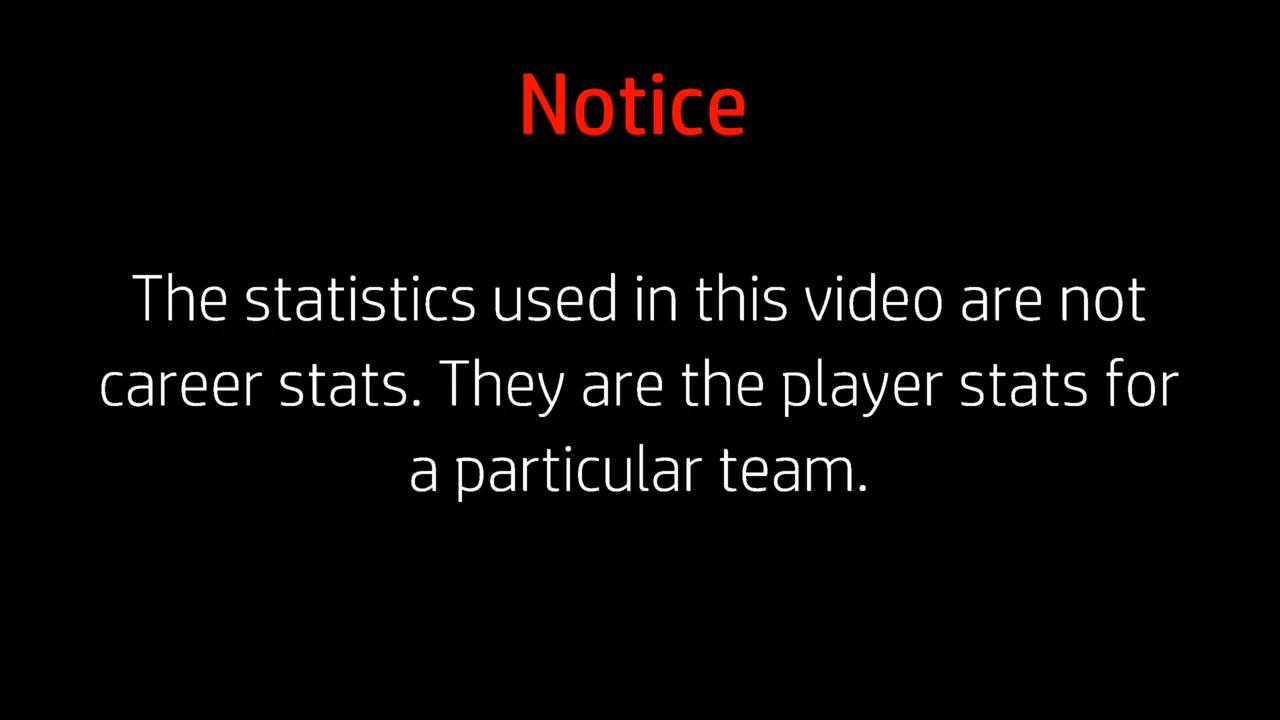 Notice
The statistics used in this video are not
career stats. They are the player stats for
a particular team.